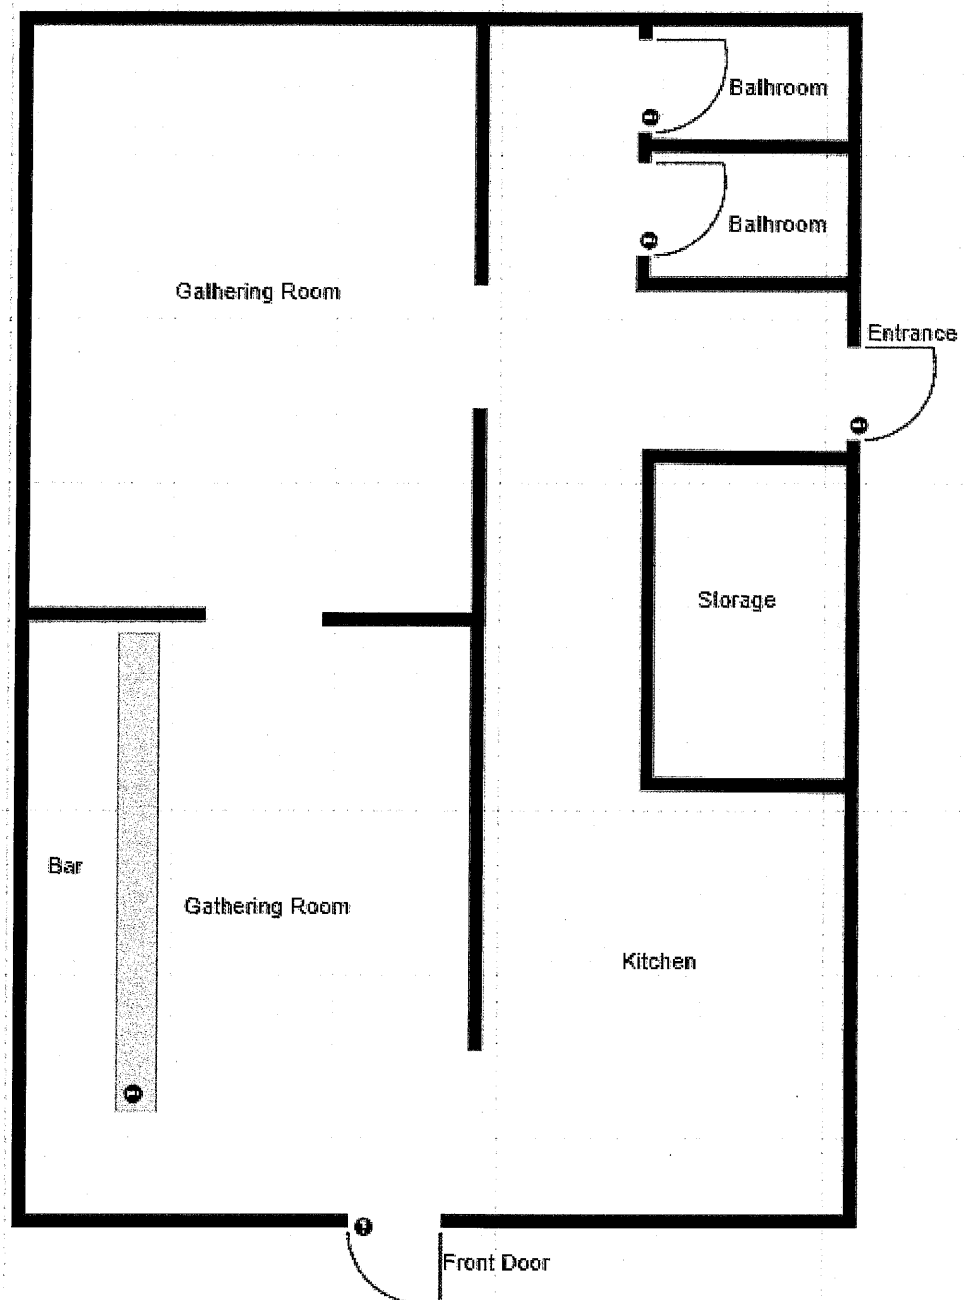 Bathroom
Bathroom
Gathering Room
Entrance
Storage
Bar
Gathering Room
Kitchen
Front Door